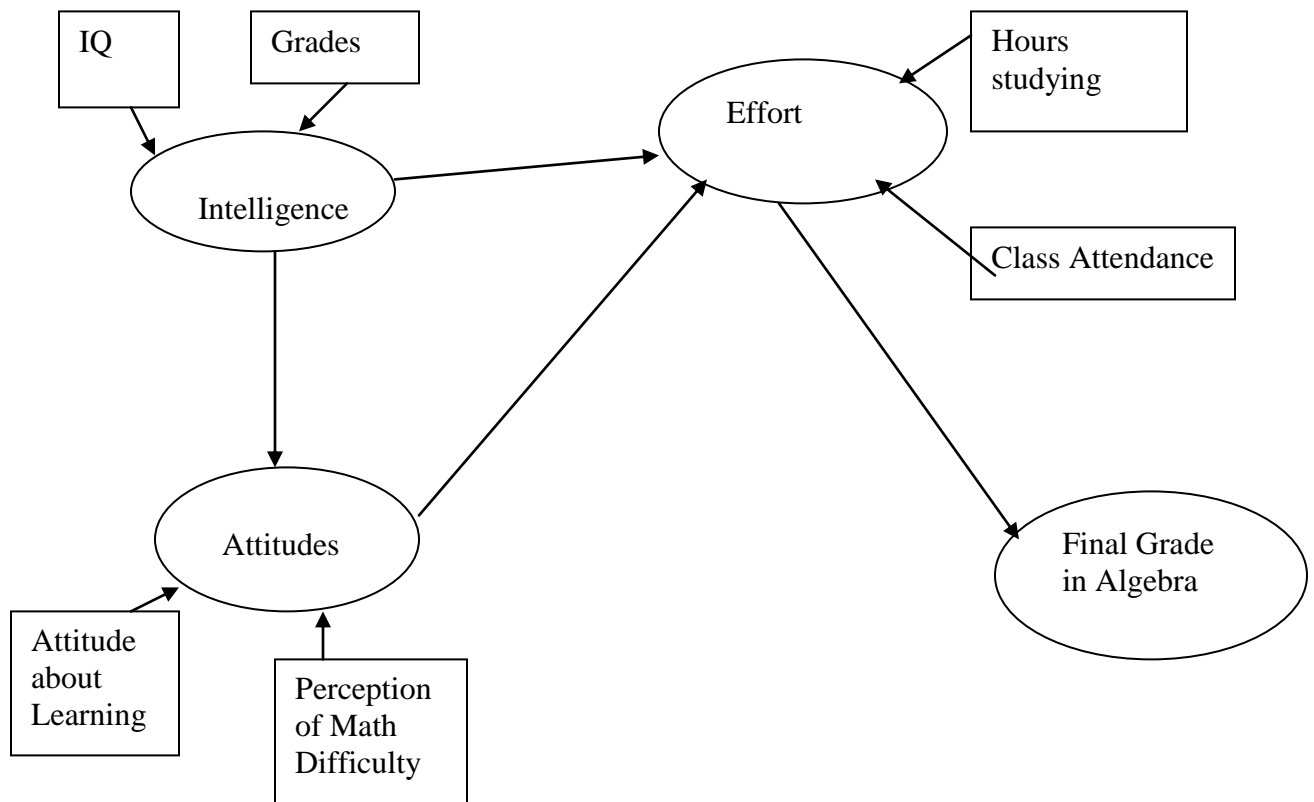 IQ
Grades
Hours
studying
Effort
Intelligence
Class Attendance
Attitudes
Final Grade
in Algebra
Attitude
about
Learning
Perception
of Math
Difficulty